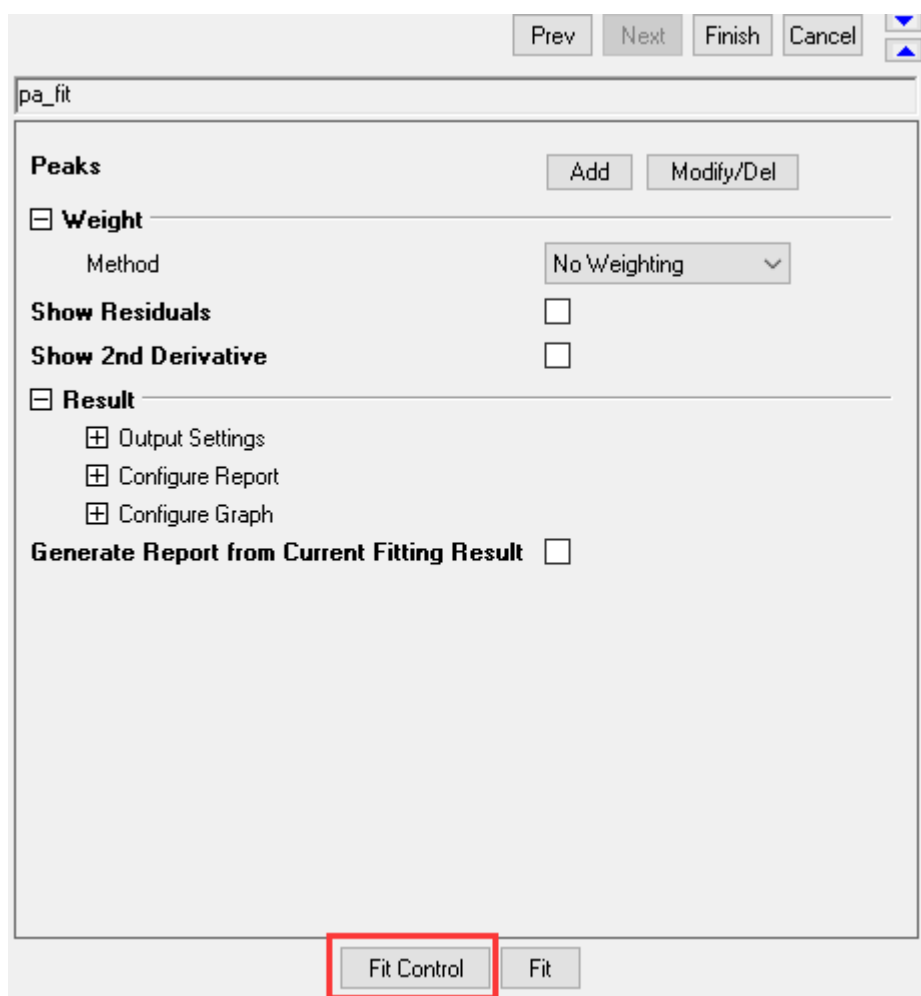 Prev Next Finish Cancel
pa_fit
Peaks Add Modify/Del
Weight
Method No Weighting
Show Residuals
Show 2nd Derivative
Result
Output Settings
Configure Report
Configure Graph
Generate Report from Current Fitting Result
Fit Control Fit